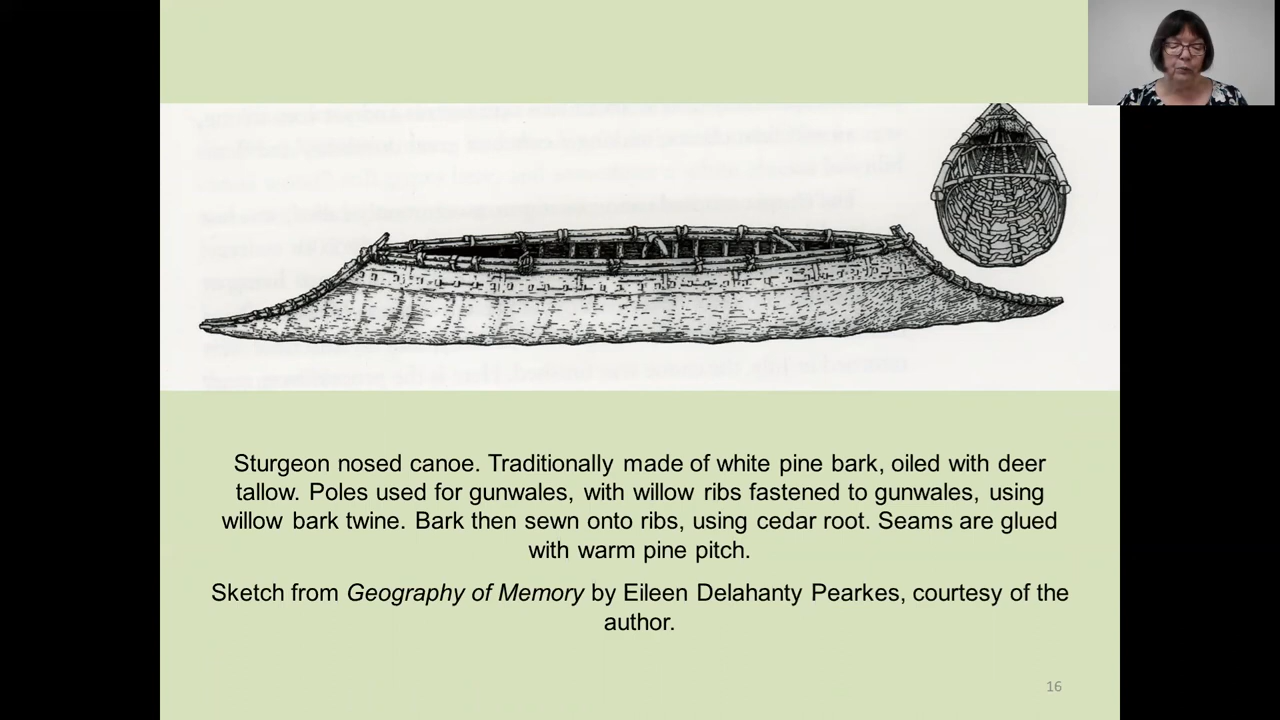 Sturgeon nosed canoe. Traditionally made of white pine bark, oiled with deer
tallow. Poles used for gunwales, with willow ribs fastened to gunwales, using
willow bark twine. Bark then sewn onto ribs, using cedar root. Seams are glued
with warm pine pitch.
Sketch from Geography of Memory by Eileen Delahanty Pearkes, courtesy of the
author.
16